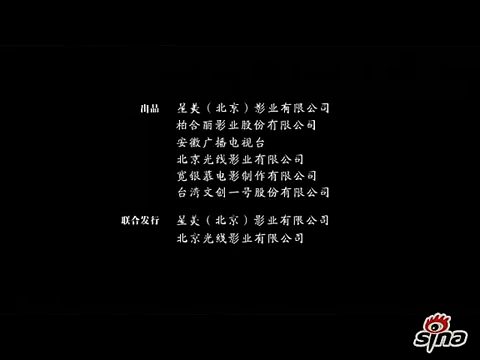 出品 星美（北京）影业有限公司
柏合丽影业股份有限公司
安徽广播电视台
北京光线影业有限公司
宽银幕电影制作有限公司
台湾文创一号股份有限公司
联合发行 星美（北京）影业有限公司
北京光线影业有限公司
sina